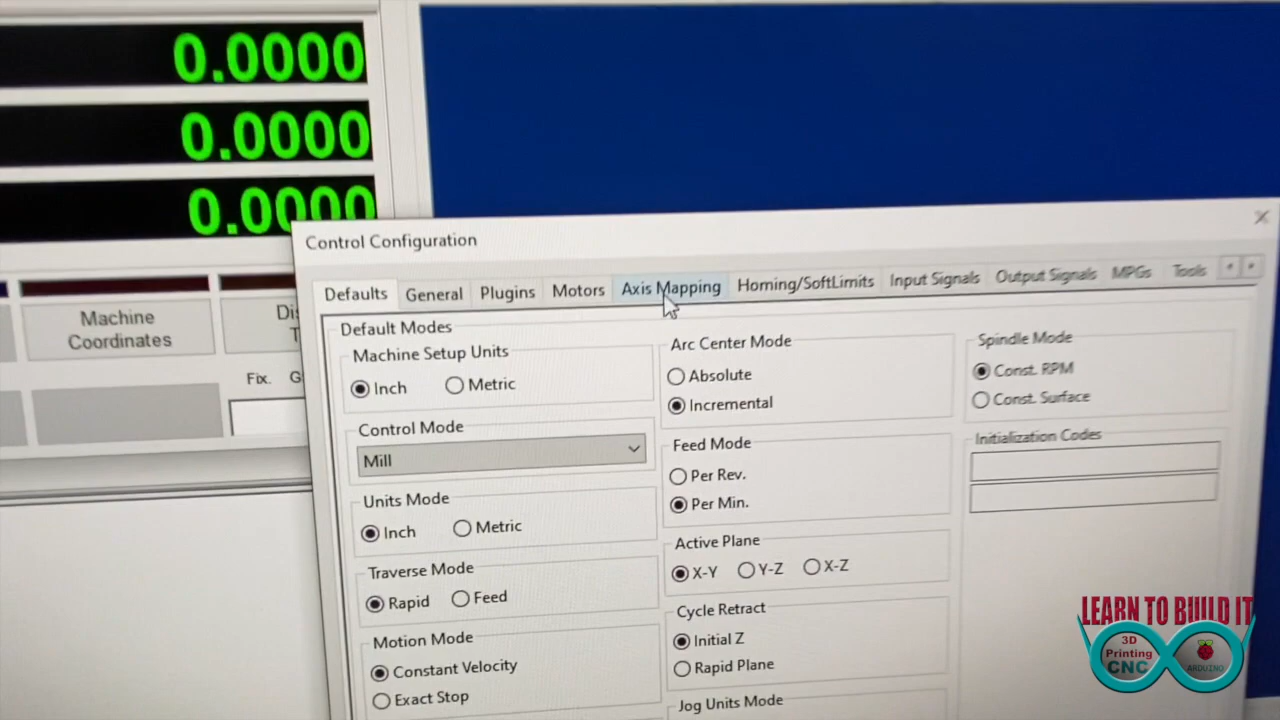 0.0000
0.0000
0.0000
Machine
Coordinates
Fix.
Control Configuration
Defaults General Plugins Motors Axis Mapping Homing/SoftLimits Input Signals Output Signals MPGs Tools
Default Modes
Machine Setup Units
Inch Metric
Control Mode
Mill
Units Mode
Inch Metric
Traverse Mode
Rapid Feed
Motion Mode
Constant Velocity
Exact Stop
Arc Center Mode
Absolute
Incremental
Feed Mode
Per Rev.
Per Min.
Active Plane
X-Y Y-Z X-Z
Cycle Retract
Initial Z
Rapid Plane
Jog Units Mode
Spindle Mode
Const. RPM
Const. Surface
Initialization Codes
LEARN TO BUILD IT
3D
Printing
CNC
ARDUINO